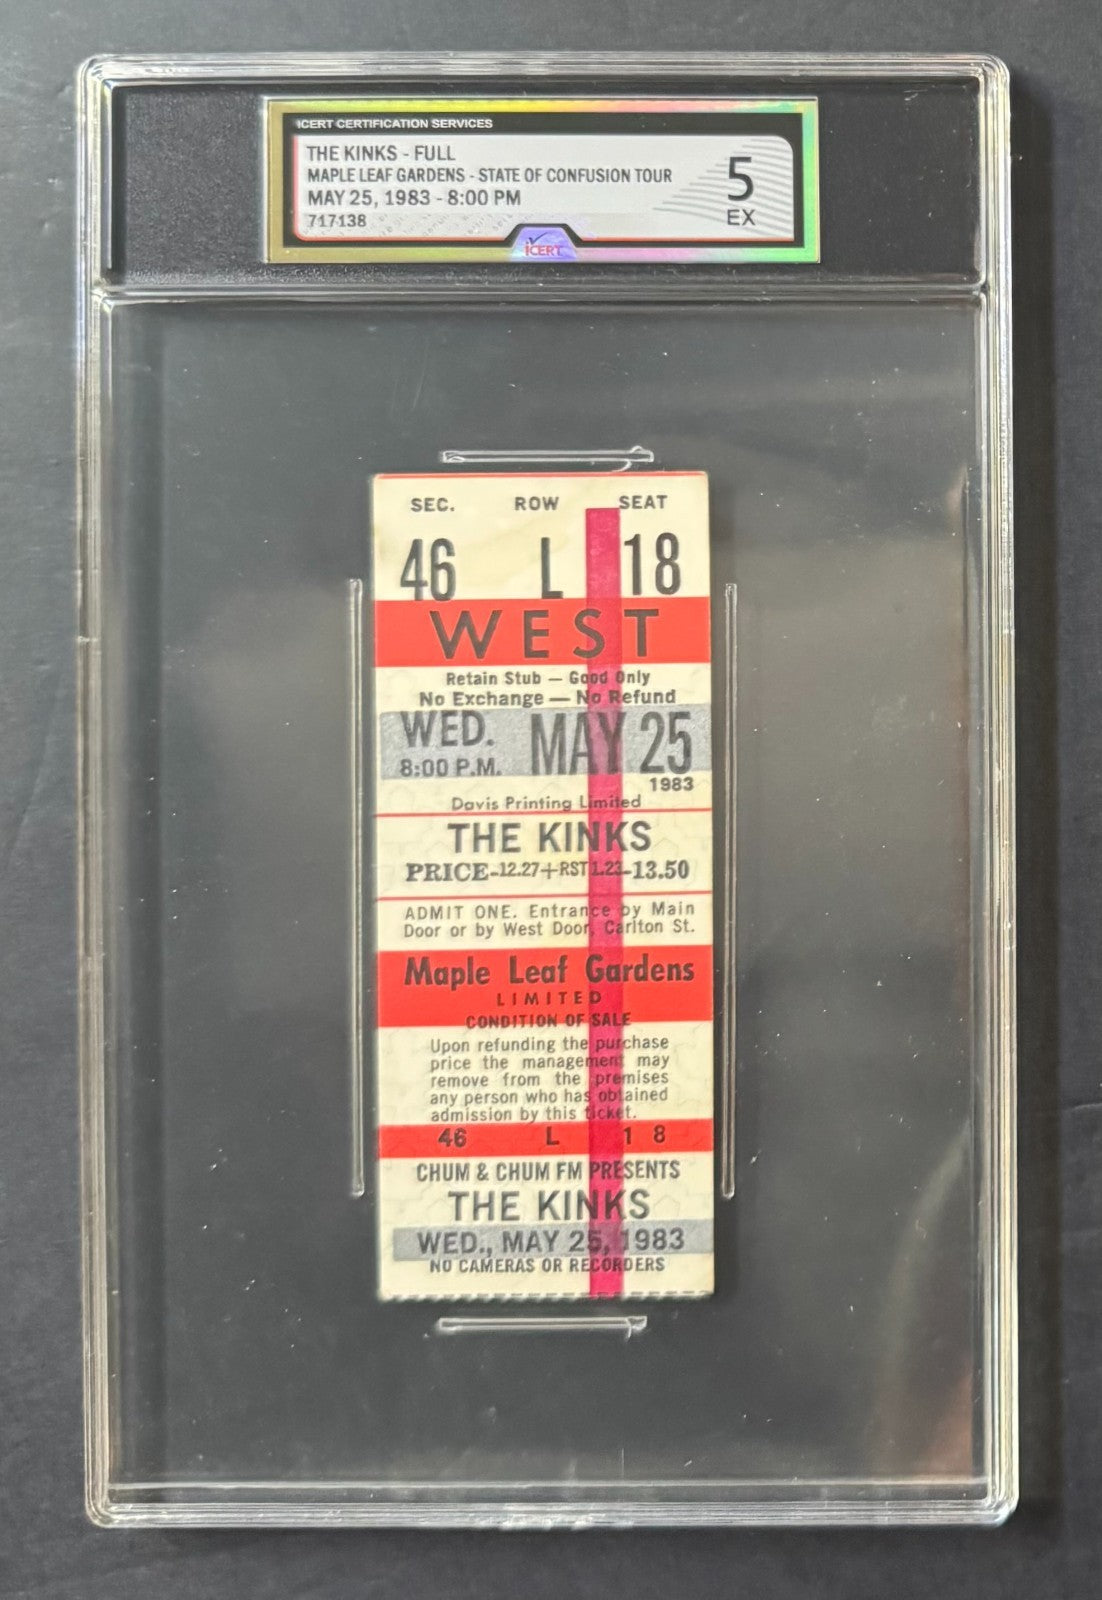 ICERT CERTIFICATION SERVICES
THE KINKS - FULL
MAPLE LEAF GARDENS - STATE OF CONFUSION TOUR
MAY 25, 1983 - 8:00 PM
717138
5
EX
iCERT
SEC. ROW SEAT
46 L 18
WEST
Retain Stub — Good Only
No Exchange — No Refund
WED. MAY 25
8:00 P.M.
1983
Davis Printing Limited
THE KINKS
PRICE-12.27+RST 1.23-13.50
ADMIT ONE. Entrance by Main
Door or by West Door, Carlton St.
Maple Leaf Gardens
LIMITED
CONDITION OF SALE
Upon refunding the purchase
price the management may
remove from the premises
any person who has obtained
admission by this ticket.
46 L 1 8
CHUM & CHUM FM PRESENTS
THE KINKS
WED., MAY 25, 1983
NO CAMERAS OR RECORDERS